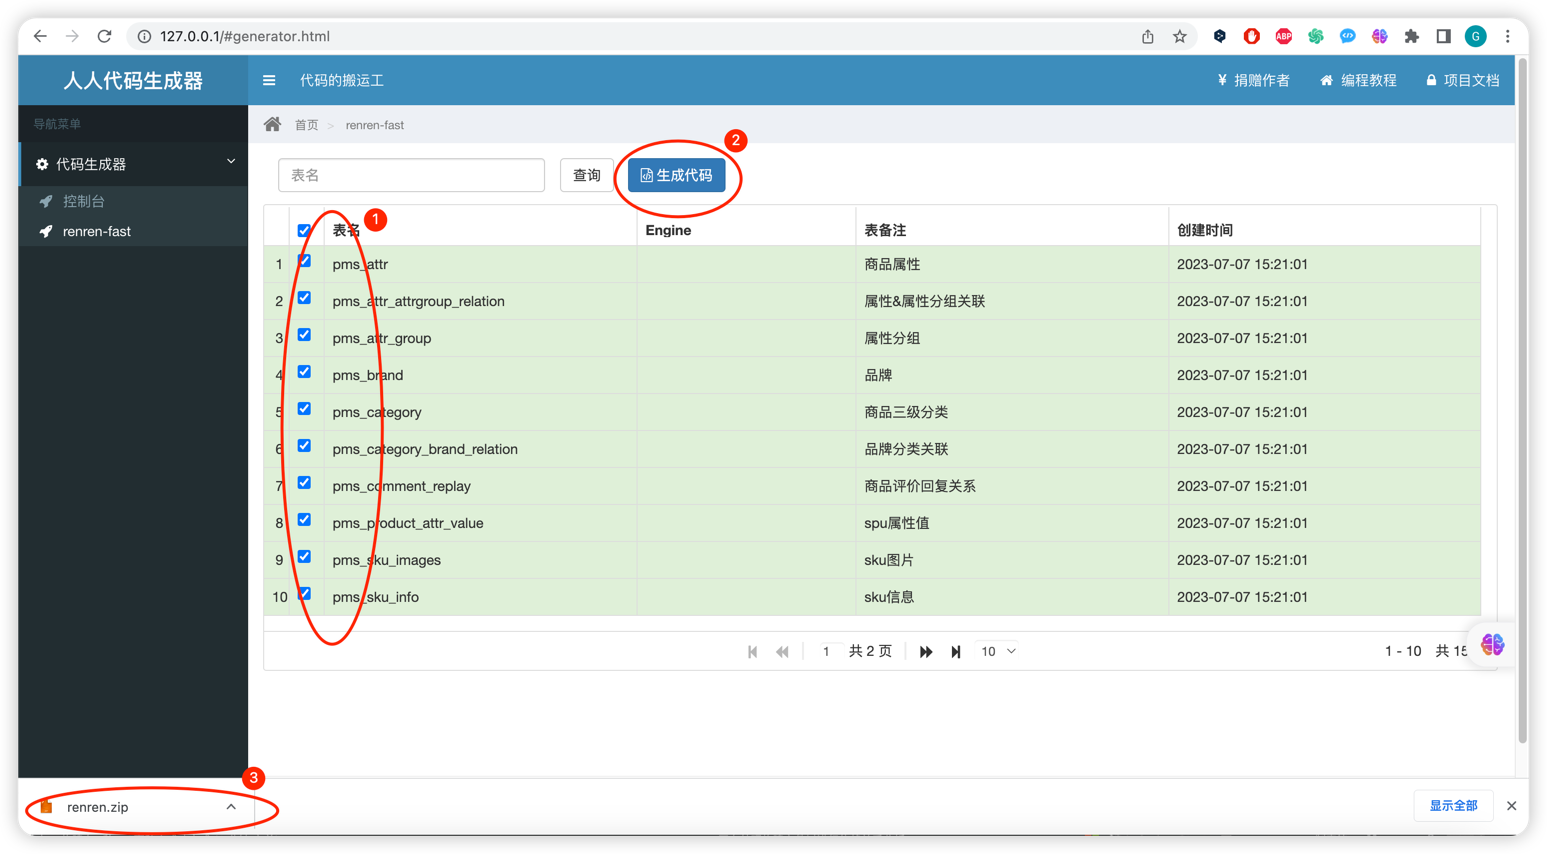 127.0.0.1/#generator.html
ABP
G
人人代码生成器
代码的搬运工
¥ 捐赠作者
编程教程
项目文档
导航菜单
首页 > renren-fast
代码生成器
控制台
renren-fast
表名
查询
生成代码
2
1
表名 Engine 表备注 创建时间
1 pms_attr 商品属性 2023-07-07 15:21:01
2 pms_attr_attrgroup_relation 属性&属性分组关联 2023-07-07 15:21:01
3 pms_attr_group 属性分组 2023-07-07 15:21:01
4 pms_brand 品牌 2023-07-07 15:21:01
5 pms_category 商品三级分类 2023-07-07 15:21:01
6 pms_category_brand_relation 品牌分类关联 2023-07-07 15:21:01
7 pms_comment_replay 商品评价回复关系 2023-07-07 15:21:01
8 pms_product_attr_value spu属性值 2023-07-07 15:21:01
9 pms_sku_images sku图片 2023-07-07 15:21:01
10 pms_sku_info sku信息 2023-07-07 15:21:01
1 共 2 页 10 1 - 10 共 15
3
renren.zip
显示全部